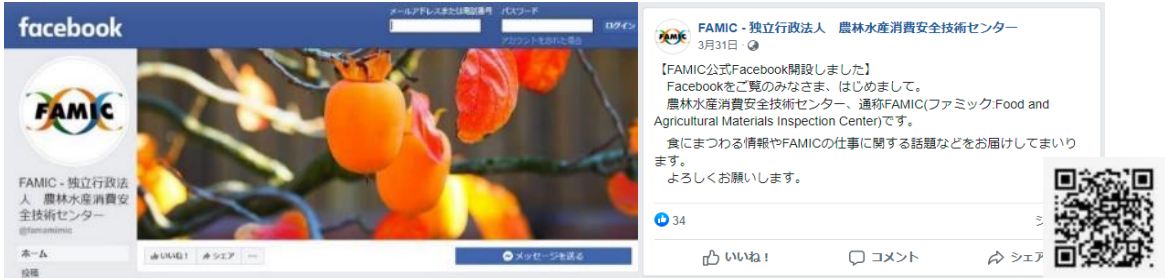 facebook
メールアドレスまたは電話番号 パスワード
ログイン
アカウントを忘れた場合
FAMIC
FAMIC - 独立行政法
人 農林水産消費安
全技術センター
@famamimic
ホーム
投稿
いいね! シェア ...
メッセージを送る
FAMIC
FAMIC - 独立行政法人 農林水産消費安全技術センター
3月31日 ·
【FAMIC公式Facebook開設しました】
Facebookをご覧のみなさま、はじめまして。
農林水産消費安全技術センター、通称FAMIC(ファミック:Food and
Agricultural Materials Inspection Center)です。
食にまつわる情報やFAMICの仕事に関する話題などをお届けしてまいり
ます。
よろしくお願いします。
34
いいね! コメント シェア